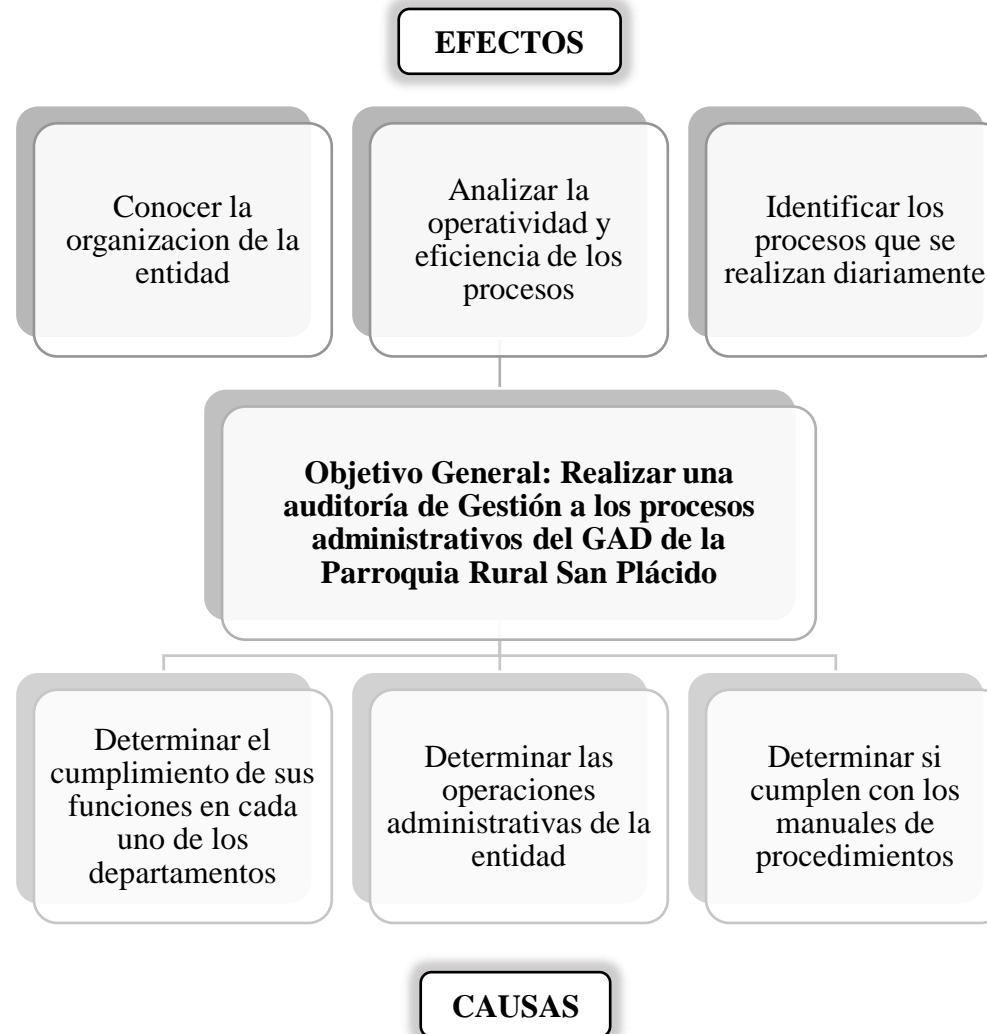 EFECTOS
Conocer la
organizacion de la
entidad
Analizar la
operatividad y
eficiencia de los
procesos
Identificar los
procesos que se
realizan diariamente
Objetivo General: Realizar una
auditoría de Gestión a los procesos
administrativos del GAD de la
Parroquia Rural San Plácido
Determinar el
cumplimiento de sus
funciones en cada
uno de los
departamentos
Determinar las
operaciones
administrativas de la
entidad
Determinar si
cumplen con los
manuales de
procedimientos
CAUSAS